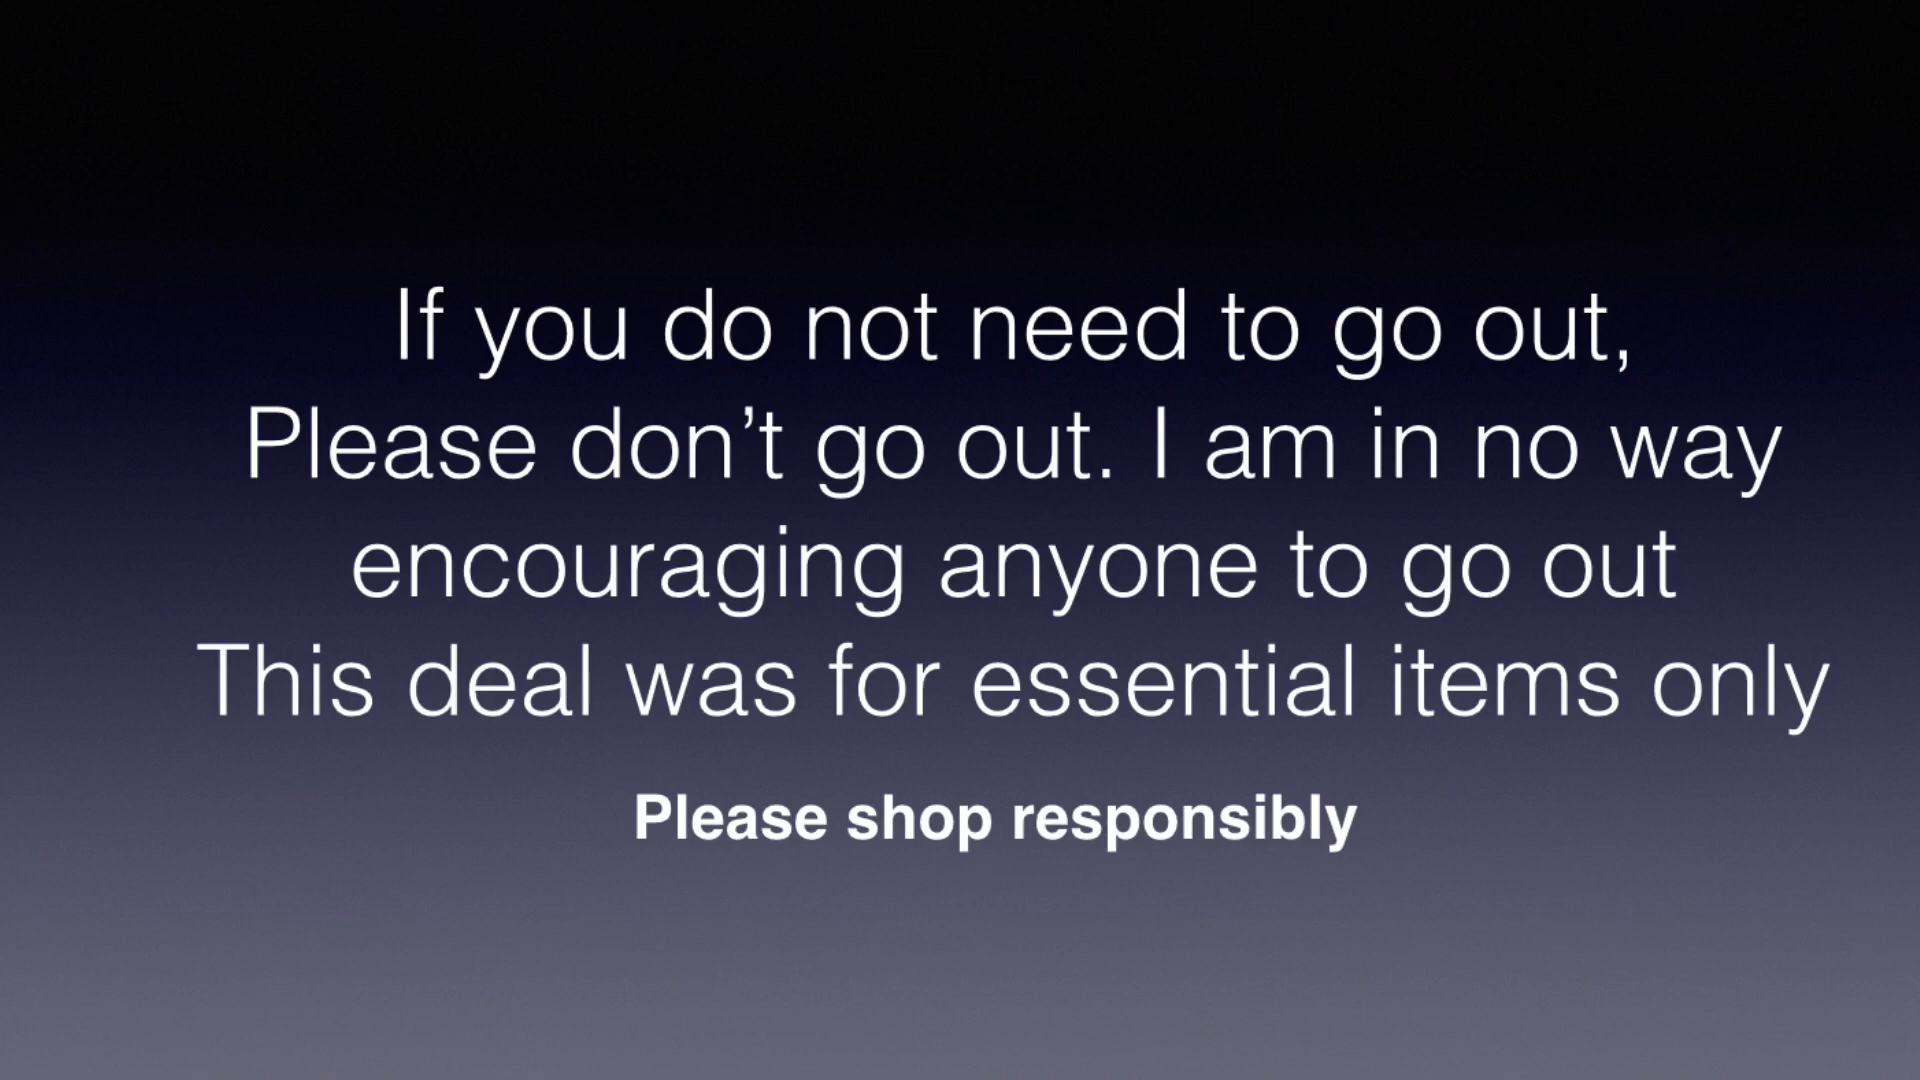 If you do not need to go out,
Please don’t go out. I am in no way
encouraging anyone to go out
This deal was for essential items only
Please shop responsibly